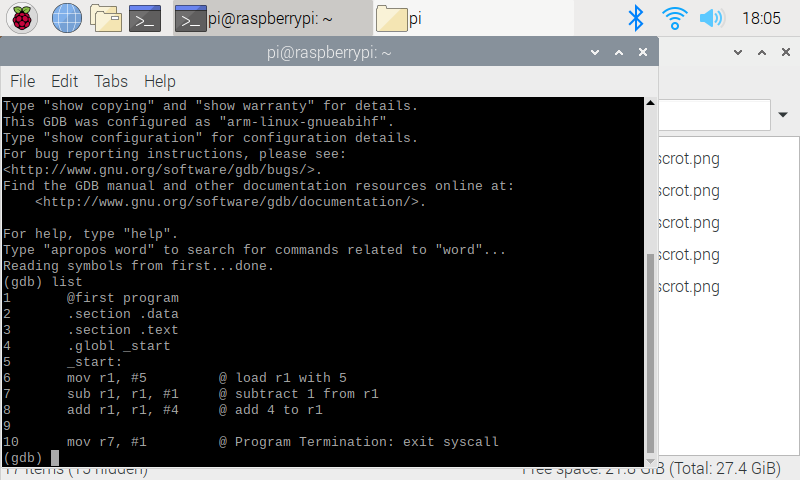 pi@raspberrypi: ~
pi
18:05
pi@raspberrypi: ~
File Edit Tabs Help
Type "show copying" and "show warranty" for details.
This GDB was configured as "arm-linux-gnueabihf".
Type "show configuration" for configuration details.
For bug reporting instructions, please see:
<http://www.gnu.org/software/gdb/bugs/>.
Find the GDB manual and other documentation resources online at:
    <http://www.gnu.org/software/gdb/documentation/>.
For help, type "help".
Type "apropos word" to search for commands related to "word"...
Reading symbols from first...done.
(gdb) list
1       @first program
2       .section .data
3       .section .text
4       .globl _start
5       _start:
6       mov r1, #5         @ load r1 with 5
7       sub r1, r1, #1     @ subtract 1 from r1
8       add r1, r1, #4     @ add 4 to r1
9
10      mov r7, #1         @ Program Termination: exit syscall
(gdb)
scrot.png
scrot.png
scrot.png
scrot.png
scrot.png
17 items (15 hidden)
Free space: 21.8 GiB (Total: 27.4 GiB)